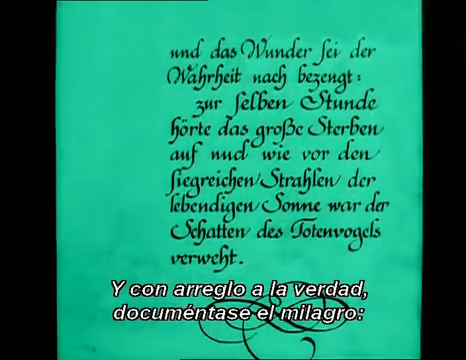 und das Wunder sei der
Wahrheit nach bezeugt:
zur selben Stunde
hörte das große Sterben
auf und wie vor den
siegreichen Strahlen der
lebendigen Sonne war der
Schatten des Totenvogels
verweht.
Y con arreglo a la verdad,
documéntase el milagro: